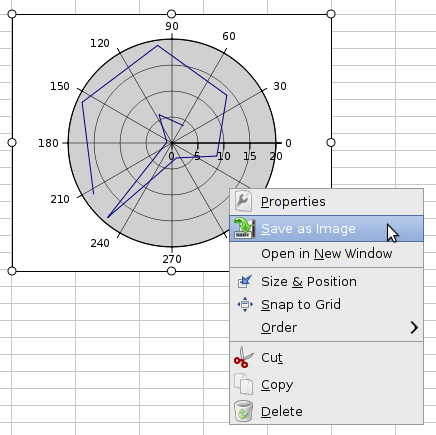 90
120 60
150 30
180 0 5 10 15 20 0
210
240
270
Properties
Save as Image
Open in New Window
Size & Position
Snap to Grid
Order
Cut
Copy
Delete